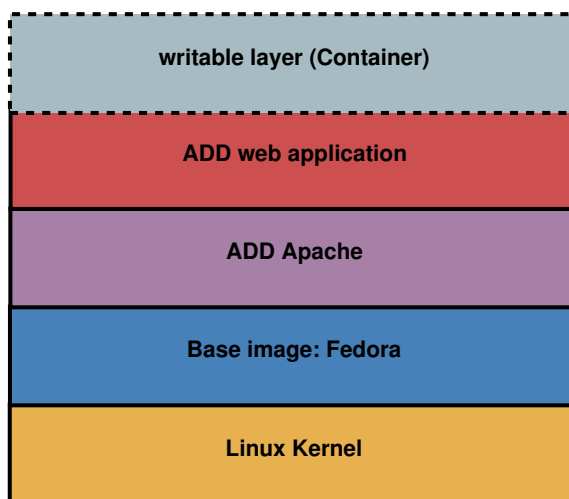 writable layer (Container)
ADD web application
ADD Apache
Base image: Fedora
Linux Kernel